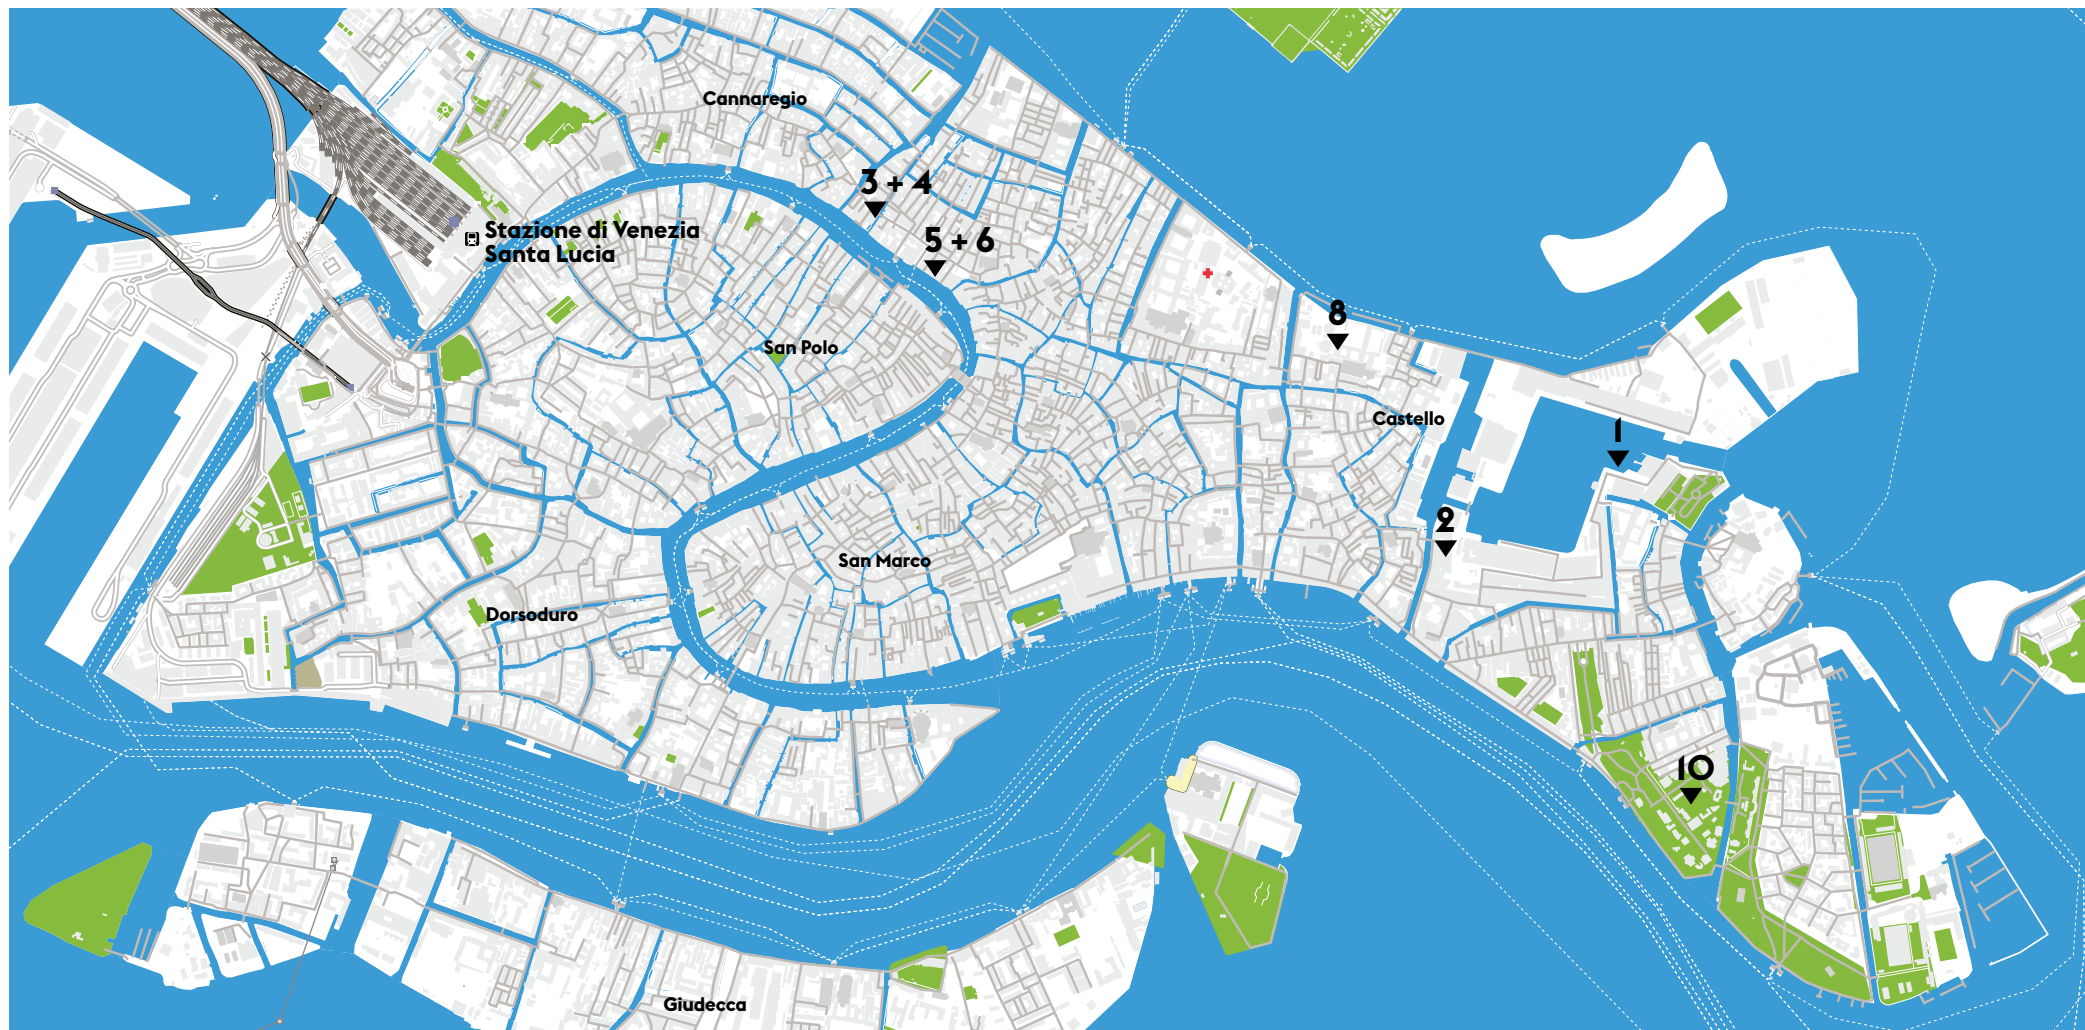 Cannaregio
3 + 4
Stazione di Venezia
Santa Lucia
5 + 6
8
San Polo
Castello
1
2
San Marco
Dorsoduro
10
Giudecca